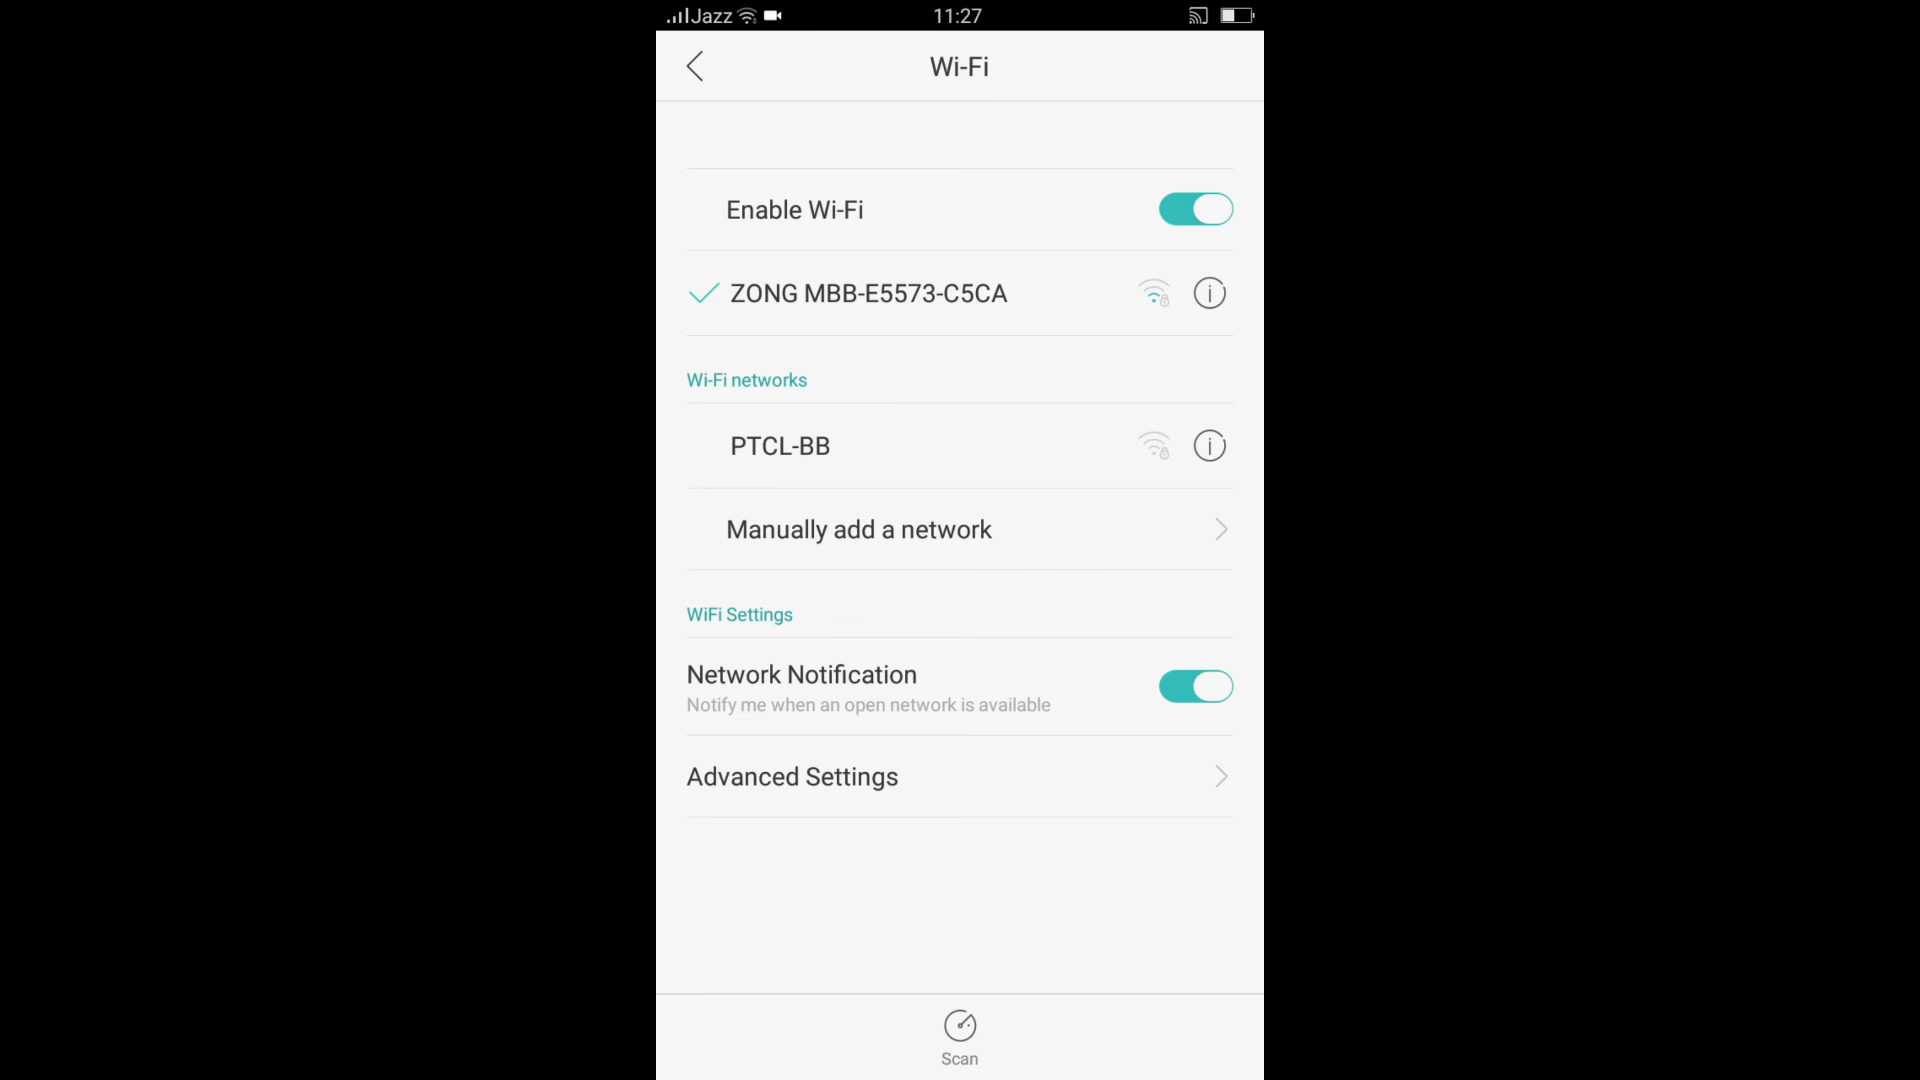 Jazz 11:27
Wi-Fi
Enable Wi-Fi
ZONG MBB-E5573-C5CA
Wi-Fi networks
PTCL-BB
Manually add a network
WiFi Settings
Network Notification
Notify me when an open network is available
Advanced Settings
Scan